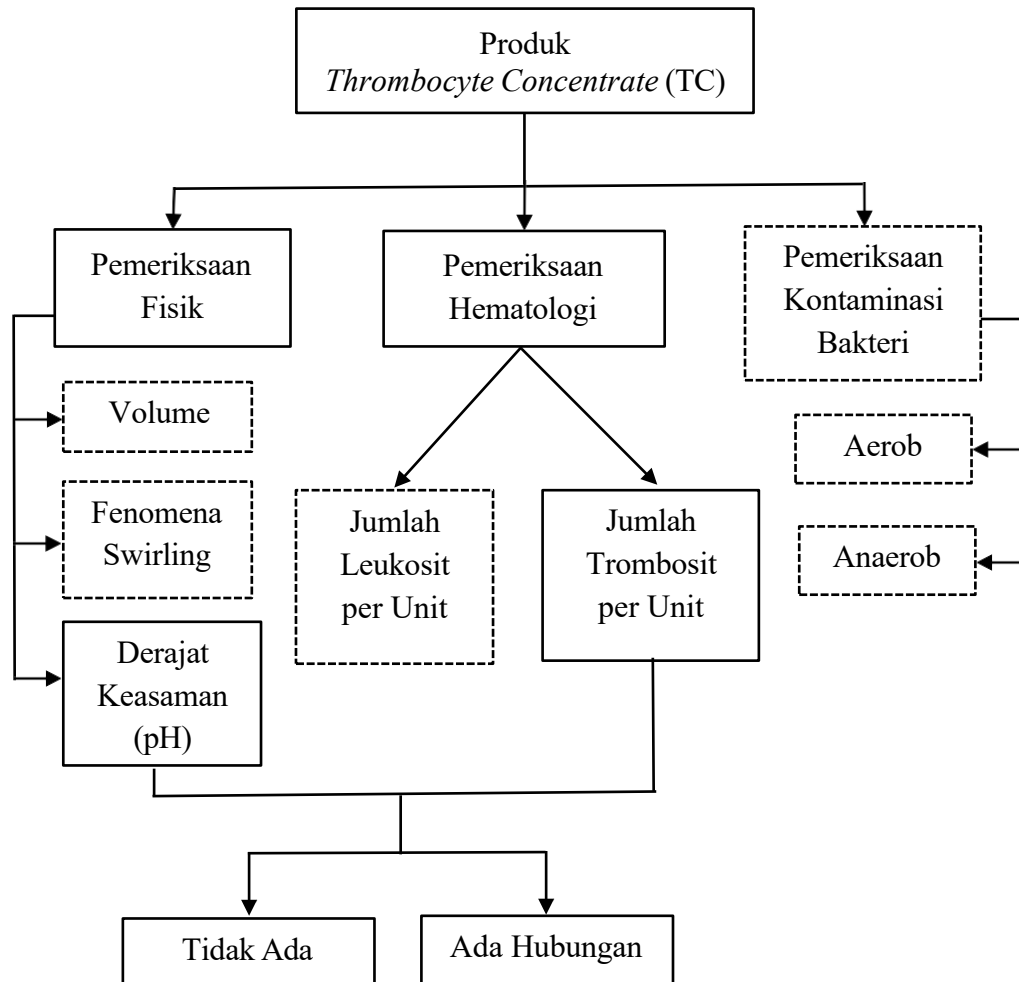 Produk
Thrombocyte Concentrate (TC)
Pemeriksaan
Fisik
Pemeriksaan
Hematologi
Pemeriksaan
Kontaminasi
Bakteri
Volume
Aerob
Fenomena
Swirling
Jumlah
Leukosit
per Unit
Jumlah
Trombosit
per Unit
Anaerob
Derajat
Keasaman
(pH)
Tidak Ada
Ada Hubungan